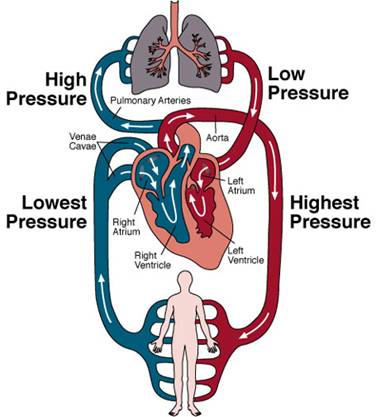 High
Pressure
Low
Pressure
Pulmonary Arteries
Aorta
Venae
Cavae
Left
Atrium
Lowest
Pressure
Highest
Pressure
Right
Atrium
Right
Ventricle
Left
Ventricle